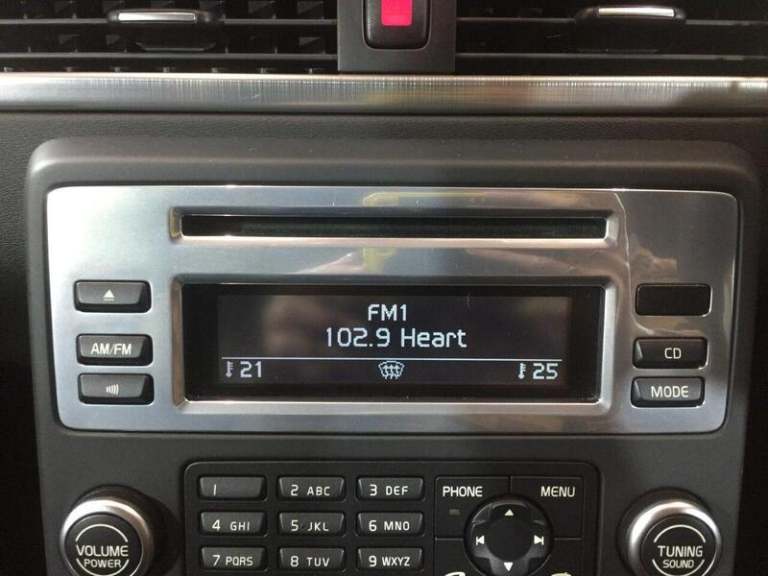 FM1
102.9 Heart
21
25
AM/FM
CD
MODE
1
2 ABC
3 DEF
PHONE
MENU
4 GHI
5 JKL
6 MNO
7 PQRS
8 TUV
9 WXYZ
VOLUME
POWER
TUNING
SOUND